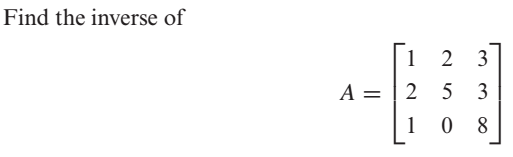 Find the inverse of
1 2 3
A = 2 5 3
1 0 8